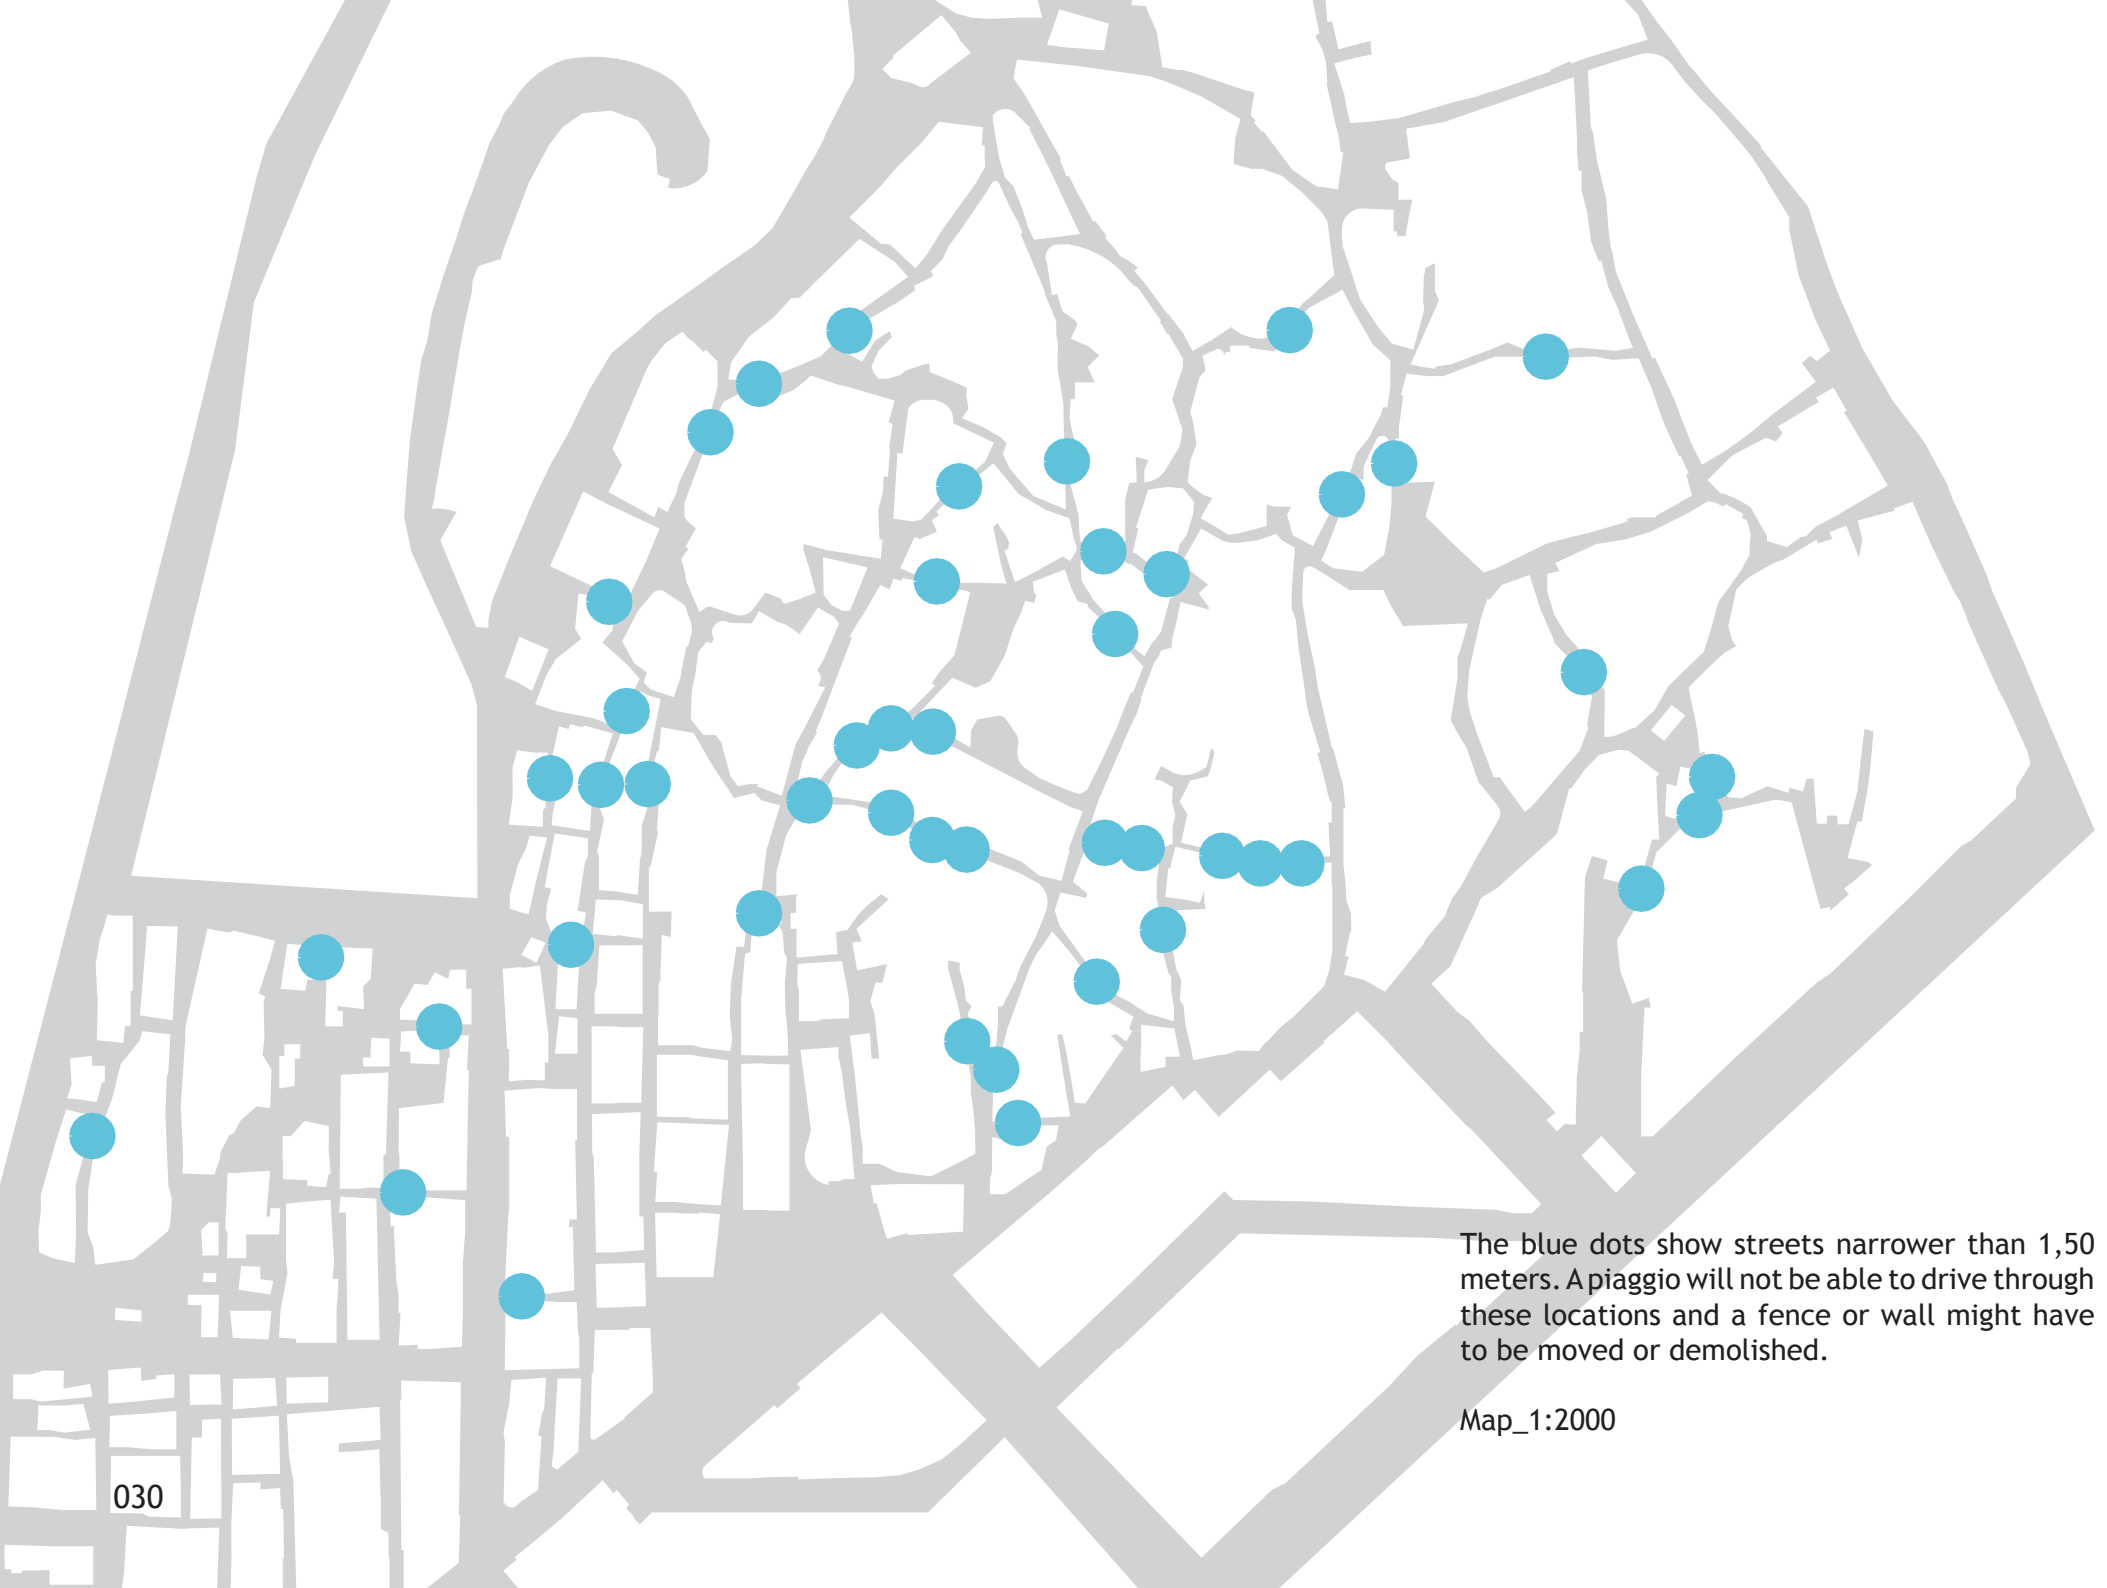 The blue dots show streets narrower than 1,50
meters. A piaggio will not be able to drive through
these locations and a fence or wall might have
to be moved or demolished.
Map_1:2000
030